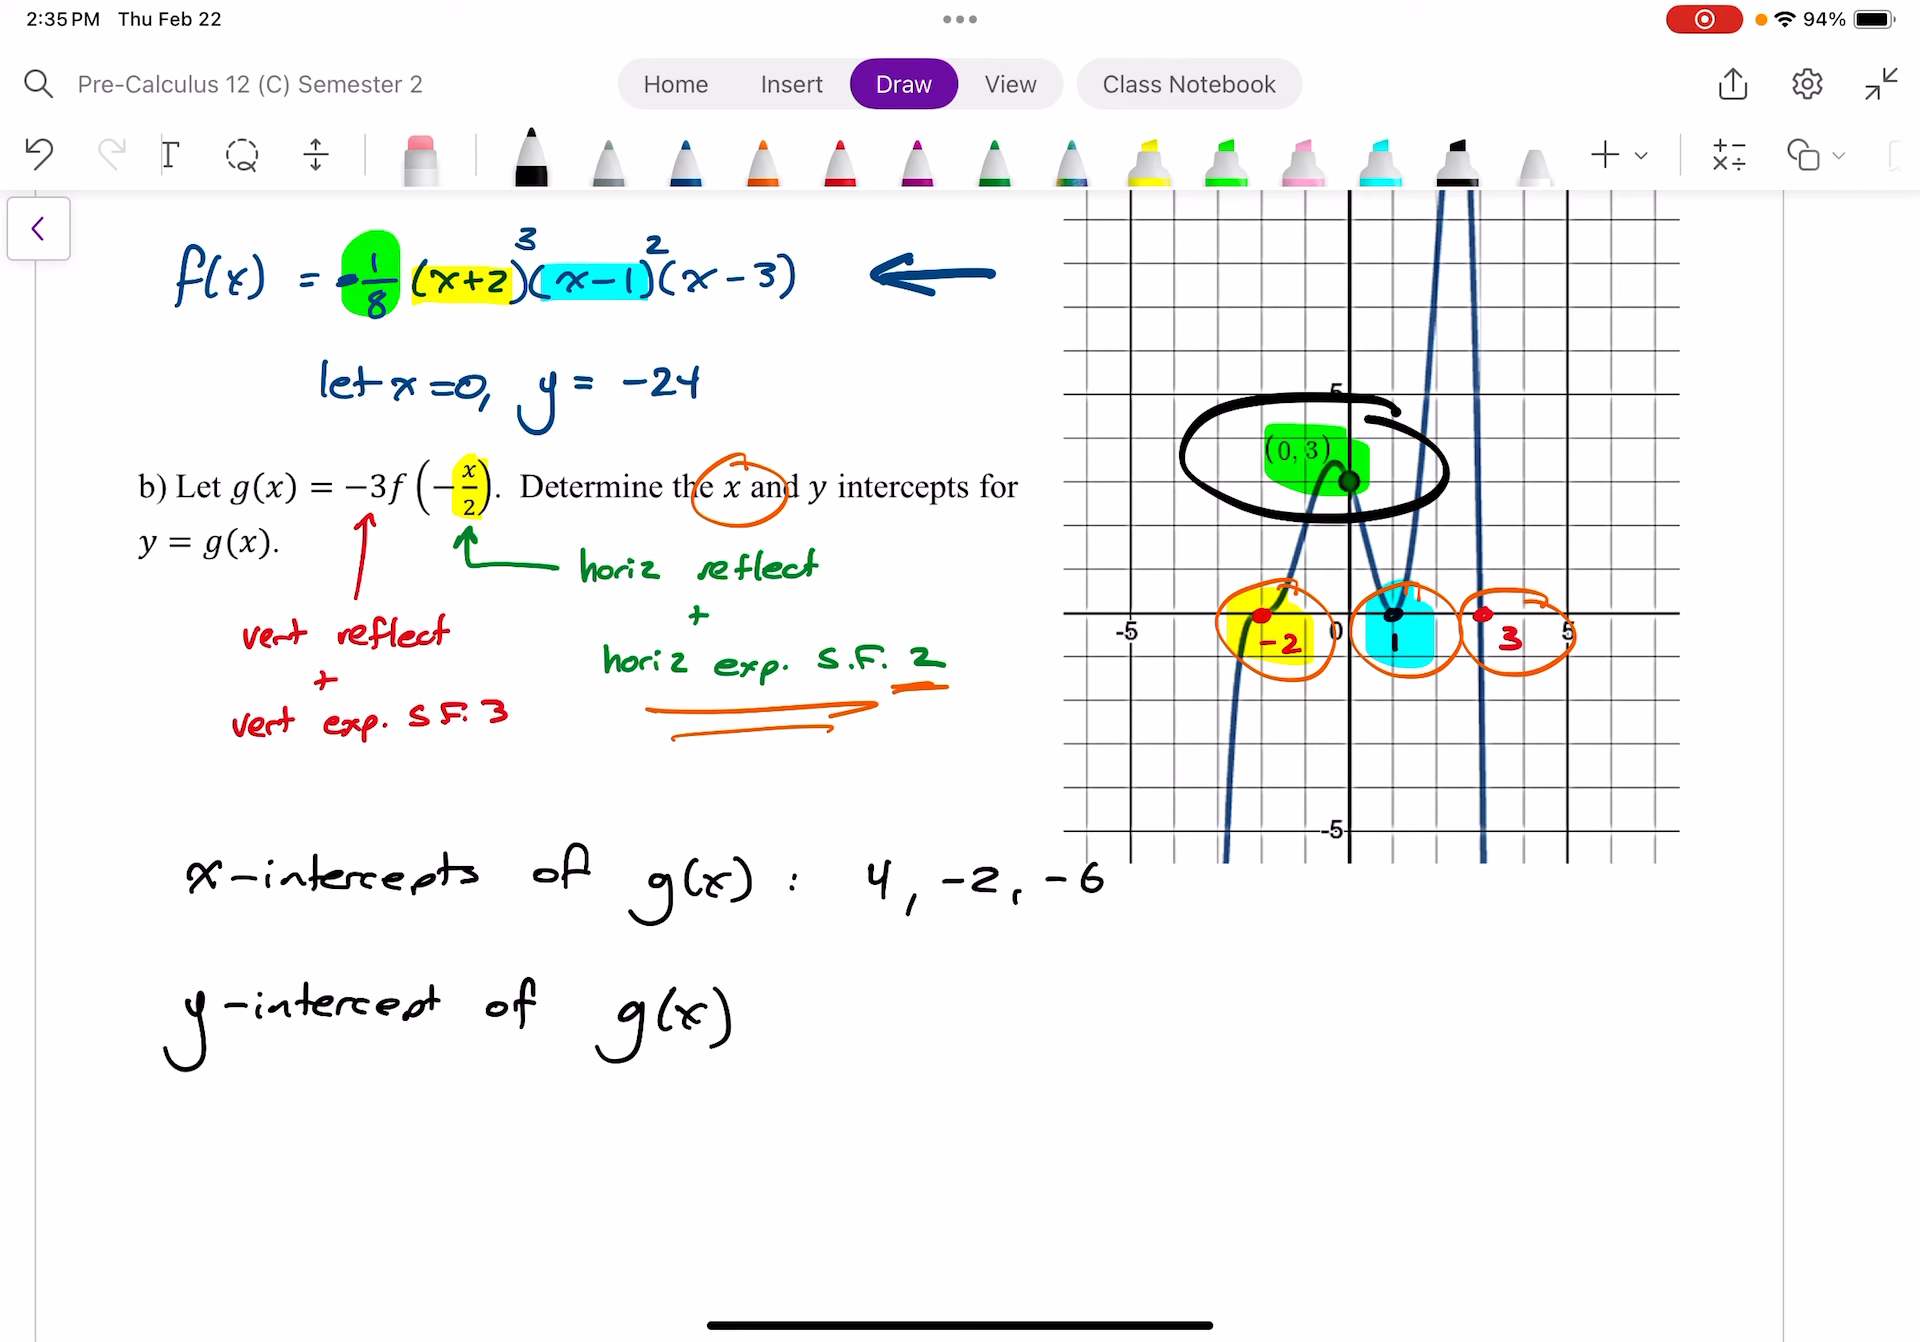 2:35 PM Thu Feb 22
94%
Pre-Calculus 12 (C) Semester 2
Home Insert Draw View Class Notebook
f(x) = -1/8 (x+2)^3 (x-1)^2 (x-3)
let x=0, y = -24
b) Let g(x) = −3f(−x/2). Determine the x and y intercepts for
y = g(x).
horiz reflect
+
horiz exp. S.F. 2
vert reflect
+
vert exp. S.F. 3
5
(0, 3)
-5 0 5
-2 1 3
-5
x-intercepts of g(x) : 4, -2, -6
y-intercept of g(x)